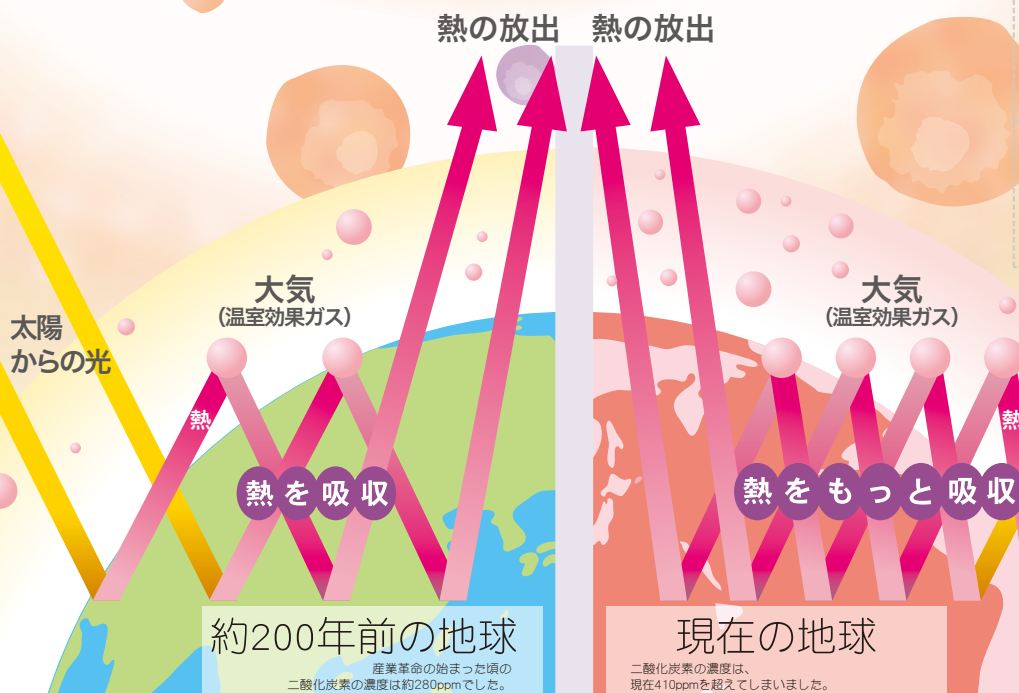 熱の放出
熱の放出
大気
(温室効果ガス)
大気
(温室効果ガス)
太陽
からの光
熱
熱
熱を吸収
熱をもっと吸収
約200年前の地球
産業革命の始まった頃の
二酸化炭素の濃度は約280ppmでした。
現在の地球
二酸化炭素の濃度は、
現在410ppmを超えてしまいました。